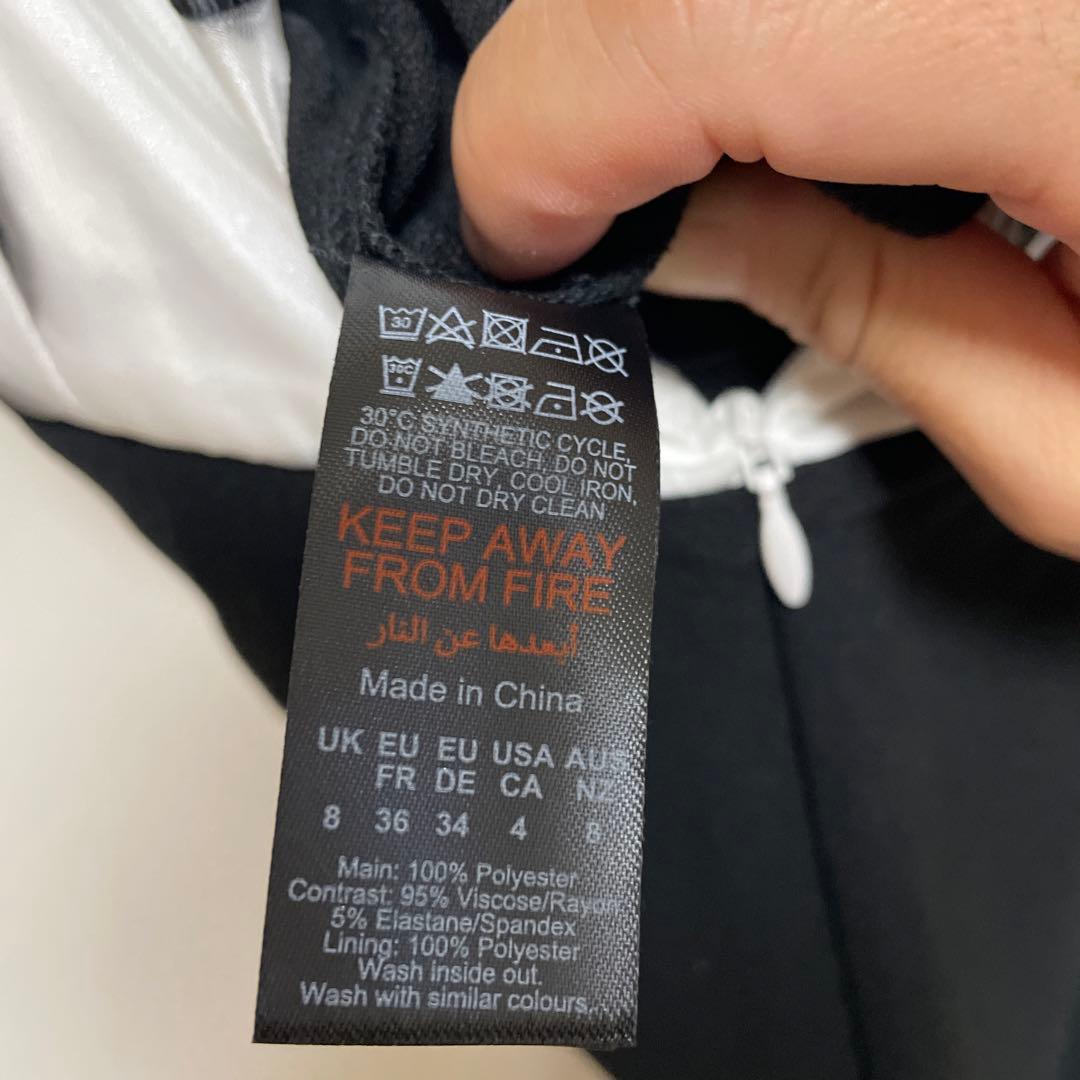 30
30C
30°C SYNTHETIC CYCLE,
DO NOT BLEACH, DO NOT
TUMBLE DRY, COOL IRON,
DO NOT DRY CLEAN
KEEP AWAY
FROM FIRE
أبعدها عن النار
Made in China
UK EU EU USA AUS
FR DE CA NZ
8 36 34 4 8
Main: 100% Polyester
Contrast: 95% Viscose/Rayon
5% Elastane/Spandex
Lining: 100% Polyester
Wash inside out.
Wash with similar colours.